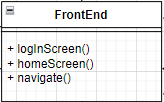 FrontEnd
+ logInScreen()
+ homeScreen()
+ navigate()